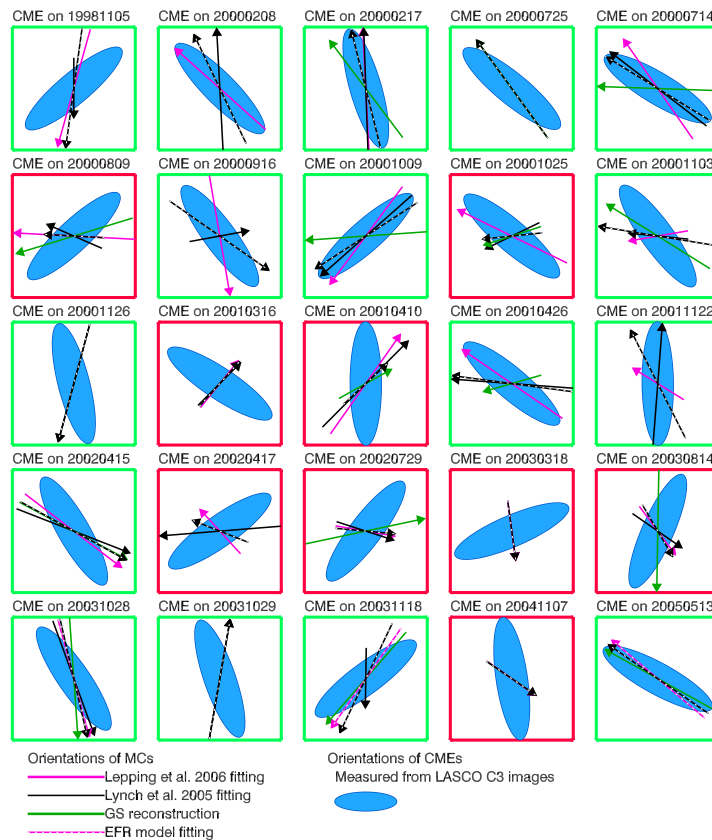 CME on 19981105 CME on 20000208 CME on 20000217 CME on 20000725 CME on 20000714
CME on 20000809 CME on 20000916 CME on 20001009 CME on 20001025 CME on 20001103
CME on 20001126 CME on 20010316 CME on 20010410 CME on 20010426 CME on 20011122
CME on 20020415 CME on 20020417 CME on 20020729 CME on 20030318 CME on 20030814
CME on 20031028 CME on 20031029 CME on 20031118 CME on 20041107 CME on 20050513
Orientations of MCs
Lepping et al. 2006 fitting
Lynch et al. 2005 fitting
GS reconstruction
EFR model fitting
Orientations of CMEs
Measured from LASCO C3 images